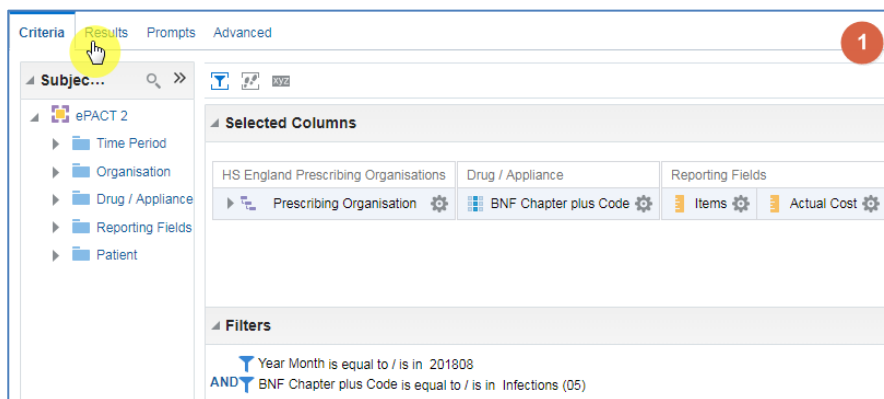 Criteria Results Prompts Advanced
1
Subjec...
xyz
ePACT 2
Time Period
Organisation
Drug / Appliance
Reporting Fields
Patient
Selected Columns
HS England Prescribing Organisations Drug / Appliance Reporting Fields
Prescribing Organisation BNF Chapter plus Code Items Actual Cost
Filters
Year Month is equal to / is in 201808
AND BNF Chapter plus Code is equal to / is in Infections (05)